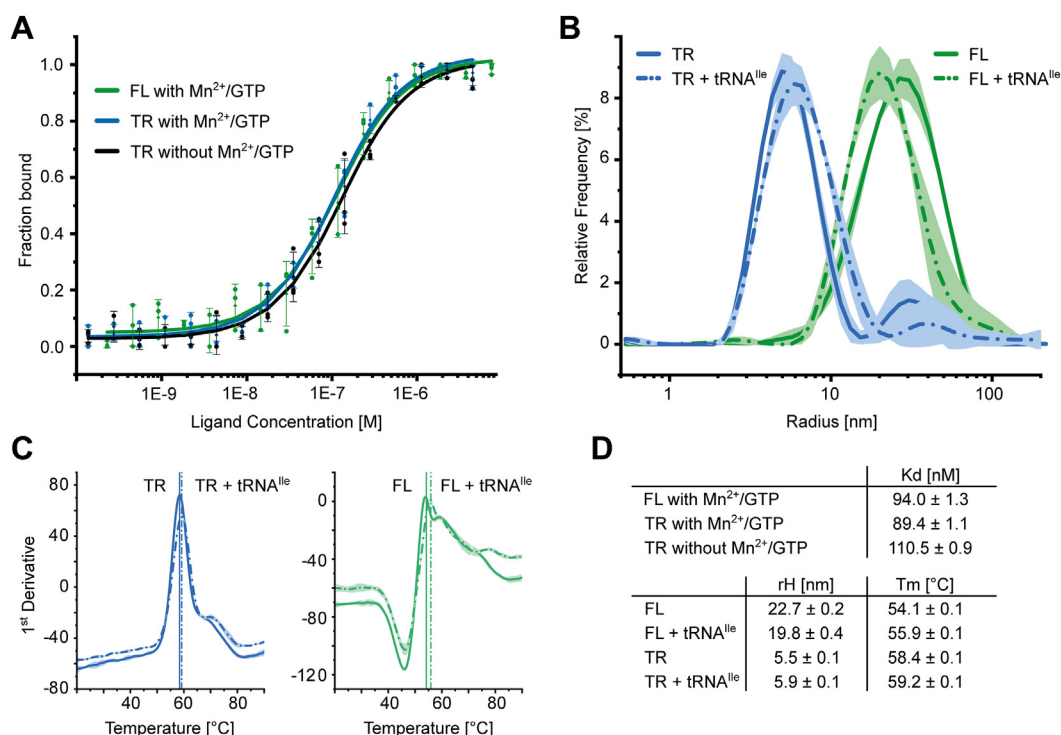 A
1.0
0.8
0.6
0.4
0.2
0.0
FL with Mn²⁺/GTP
TR with Mn²⁺/GTP
TR without Mn²⁺/GTP
Fraction bound
1E-9 1E-8 1E-7 1E-6
Ligand Concentration [M]
B
TR
TR + tRNAᴵˡᵉ
FL
FL + tRNAᴵˡᵉ
8
6
4
2
0
Relative Frequency [%]
1 10 100
Radius [nm]
C
80
40
0
-40
-80
1ˢᵗ Derivative
TR TR + tRNAᴵˡᵉ
40 60 80
Temperature [°C]
0
-40
-80
-120
FL FL + tRNAᴵˡᵉ
40 60 80
Temperature [°C]
D
Kd [nM]
FL with Mn²⁺/GTP 94.0 ± 1.3
TR with Mn²⁺/GTP 89.4 ± 1.1
TR without Mn²⁺/GTP 110.5 ± 0.9
rH [nm] Tm [°C]
FL 22.7 ± 0.2 54.1 ± 0.1
FL + tRNAᴵˡᵉ 19.8 ± 0.4 55.9 ± 0.1
TR 5.5 ± 0.1 58.4 ± 0.1
TR + tRNAᴵˡᵉ 5.9 ± 0.1 59.2 ± 0.1